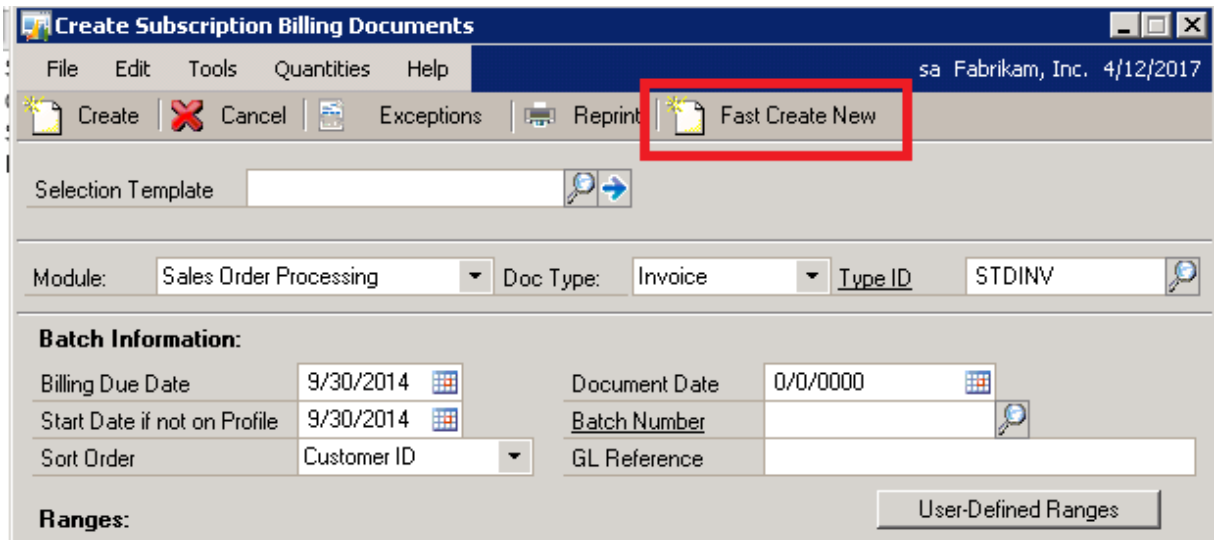 Create Subscription Billing Documents
File Edit Tools Quantities Help sa Fabrikam, Inc. 4/12/2017
Create Cancel Exceptions Reprint Fast Create New
Selection Template
Module: Sales Order Processing Doc Type: Invoice Type ID STDINV
Batch Information:
Billing Due Date 9/30/2014 Document Date 0/0/0000
Start Date if not on Profile 9/30/2014 Batch Number
Sort Order Customer ID GL Reference
User-Defined Ranges
Ranges: